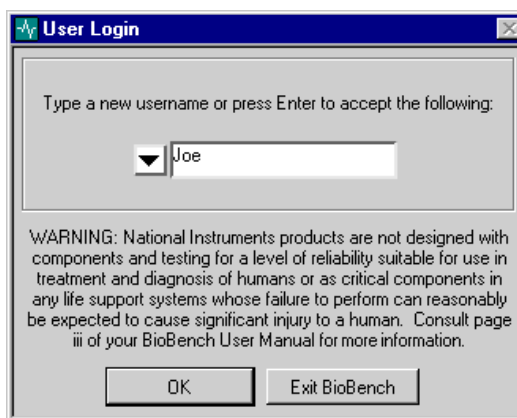 User Login
Type a new username or press Enter to accept the following:
Joe
WARNING: National Instruments products are not designed with
components and testing for a level of reliability suitable for use in
treatment and diagnosis of humans or as critical components in
any life support systems whose failure to perform can reasonably
be expected to cause significant injury to a human.  Consult page
iii of your BioBench User Manual for more information.
OK
Exit BioBench